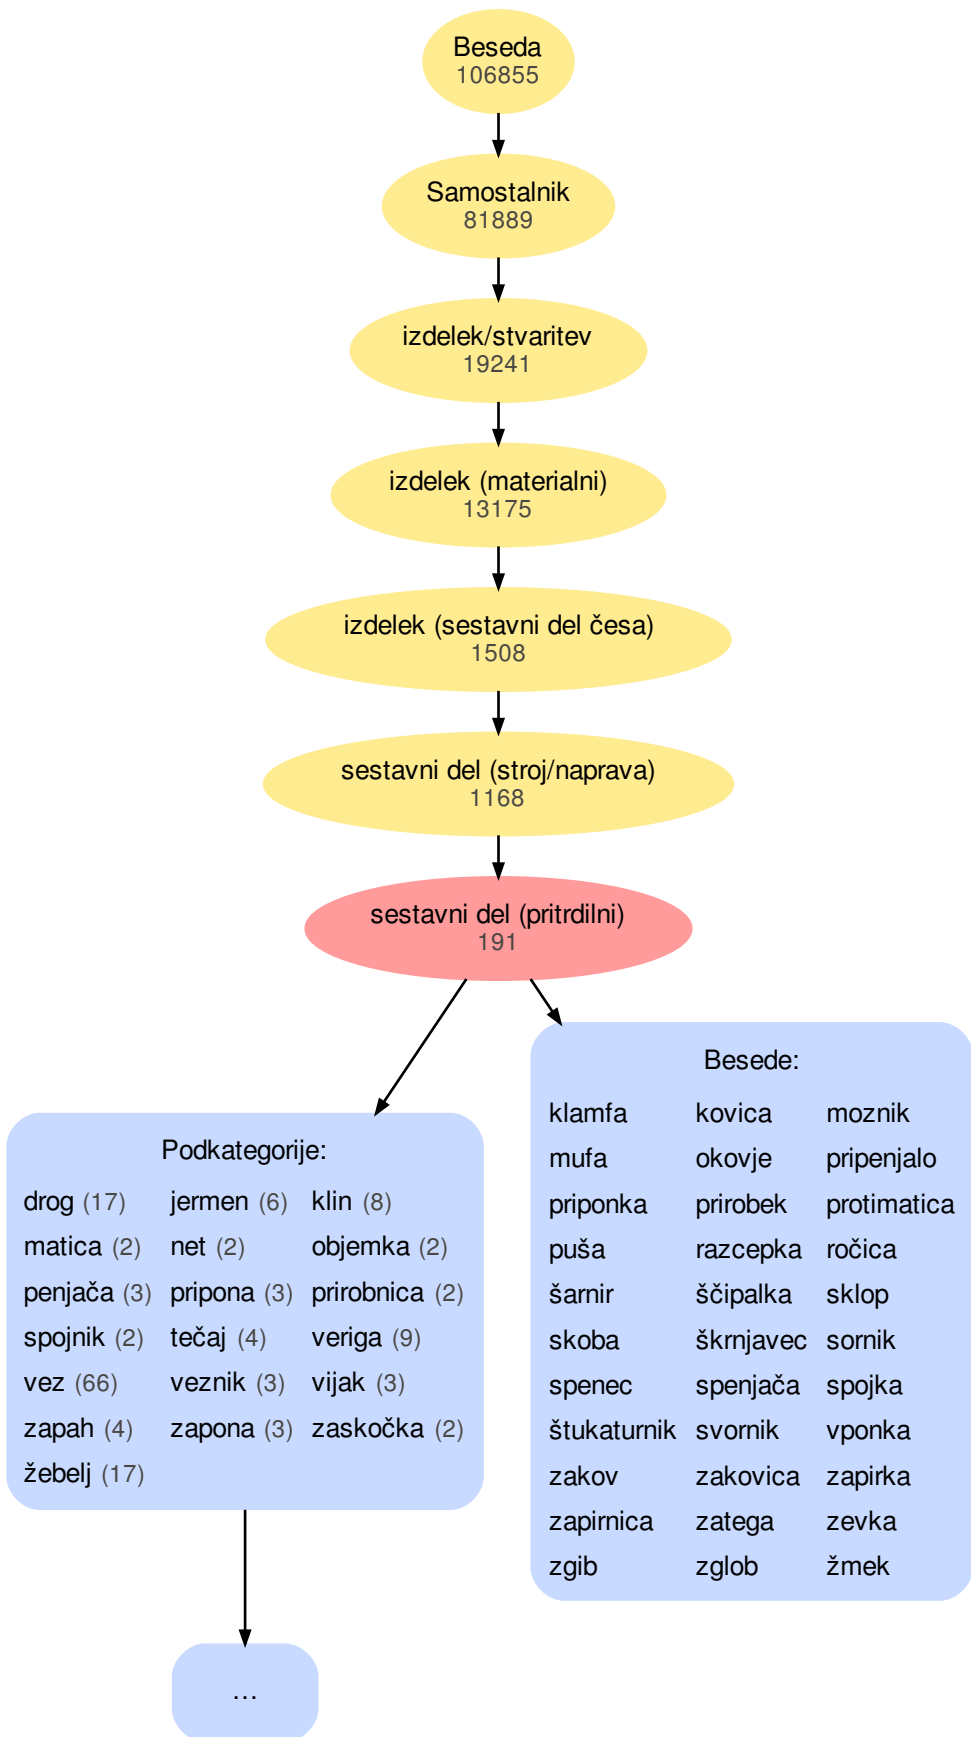 Beseda
106855
Samostalnik
81889
izdelek/stvaritev
19241
izdelek (materialni)
13175
izdelek (sestavni del česa)
1508
sestavni del (stroj/naprava)
1168
sestavni del (pritrdilni)
191
Podkategorije:
drog (17) jermen (6) klin (8)
matica (2) net (2) objemka (2)
penjača (3) pripona (3) prirobnica (2)
spojnik (2) tečaj (4) veriga (9)
vez (66) veznik (3) vijak (3)
zapah (4) zapona (3) zaskočka (2)
žebelj (17)
...
Besede:
klamfa kovica moznik
mufa okovje pripenjalo
priponka prirobek protimatica
puša razcepka ročica
šarnir ščipalka sklop
skoba škrnjavec sornik
spenec spenjača spojka
štukaturnik svornik vponka
zakov zakovica zapirka
zapirnica zatega zevka
zgib zglob žmek